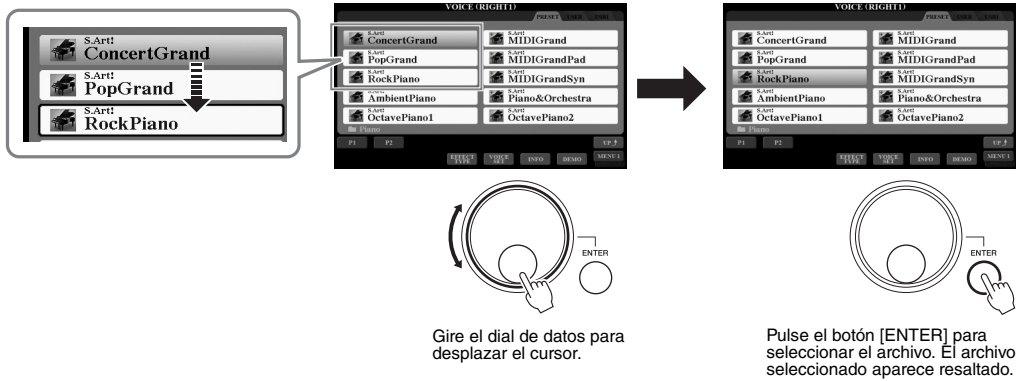 S.Art!
ConcertGrand
S.Art!
PopGrand
S.Art!
RockPiano
VOICE (RIGHT1)
PRESET USER USB
S.Art!
ConcertGrand
S.Art!
MIDIGrand
S.Art!
PopGrand
S.Art!
MIDIGrandPad
S.Art!
RockPiano
S.Art!
MIDIGrandSyn
S.Art!
AmbientPiano
S.Art!
Piano&Orchestra
S.Art!
OctavePiano1
S.Art!
OctavePiano2
Piano
P1 P2 UP
EFFECT TYPE VOICE SET INFO DEMO MENU 1
VOICE (RIGHT1)
PRESET USER USB
S.Art!
ConcertGrand
S.Art!
MIDIGrand
S.Art!
PopGrand
S.Art!
MIDIGrandPad
S.Art!
RockPiano
S.Art!
MIDIGrandSyn
S.Art!
AmbientPiano
S.Art!
Piano&Orchestra
S.Art!
OctavePiano1
S.Art!
OctavePiano2
Piano
P1 P2 UP
EFFECT TYPE VOICE SET INFO DEMO MENU 1
ENTER
Gire el dial de datos para
desplazar el cursor.
ENTER
Pulse el botón [ENTER] para
seleccionar el archivo. El archivo
seleccionado aparece resaltado.